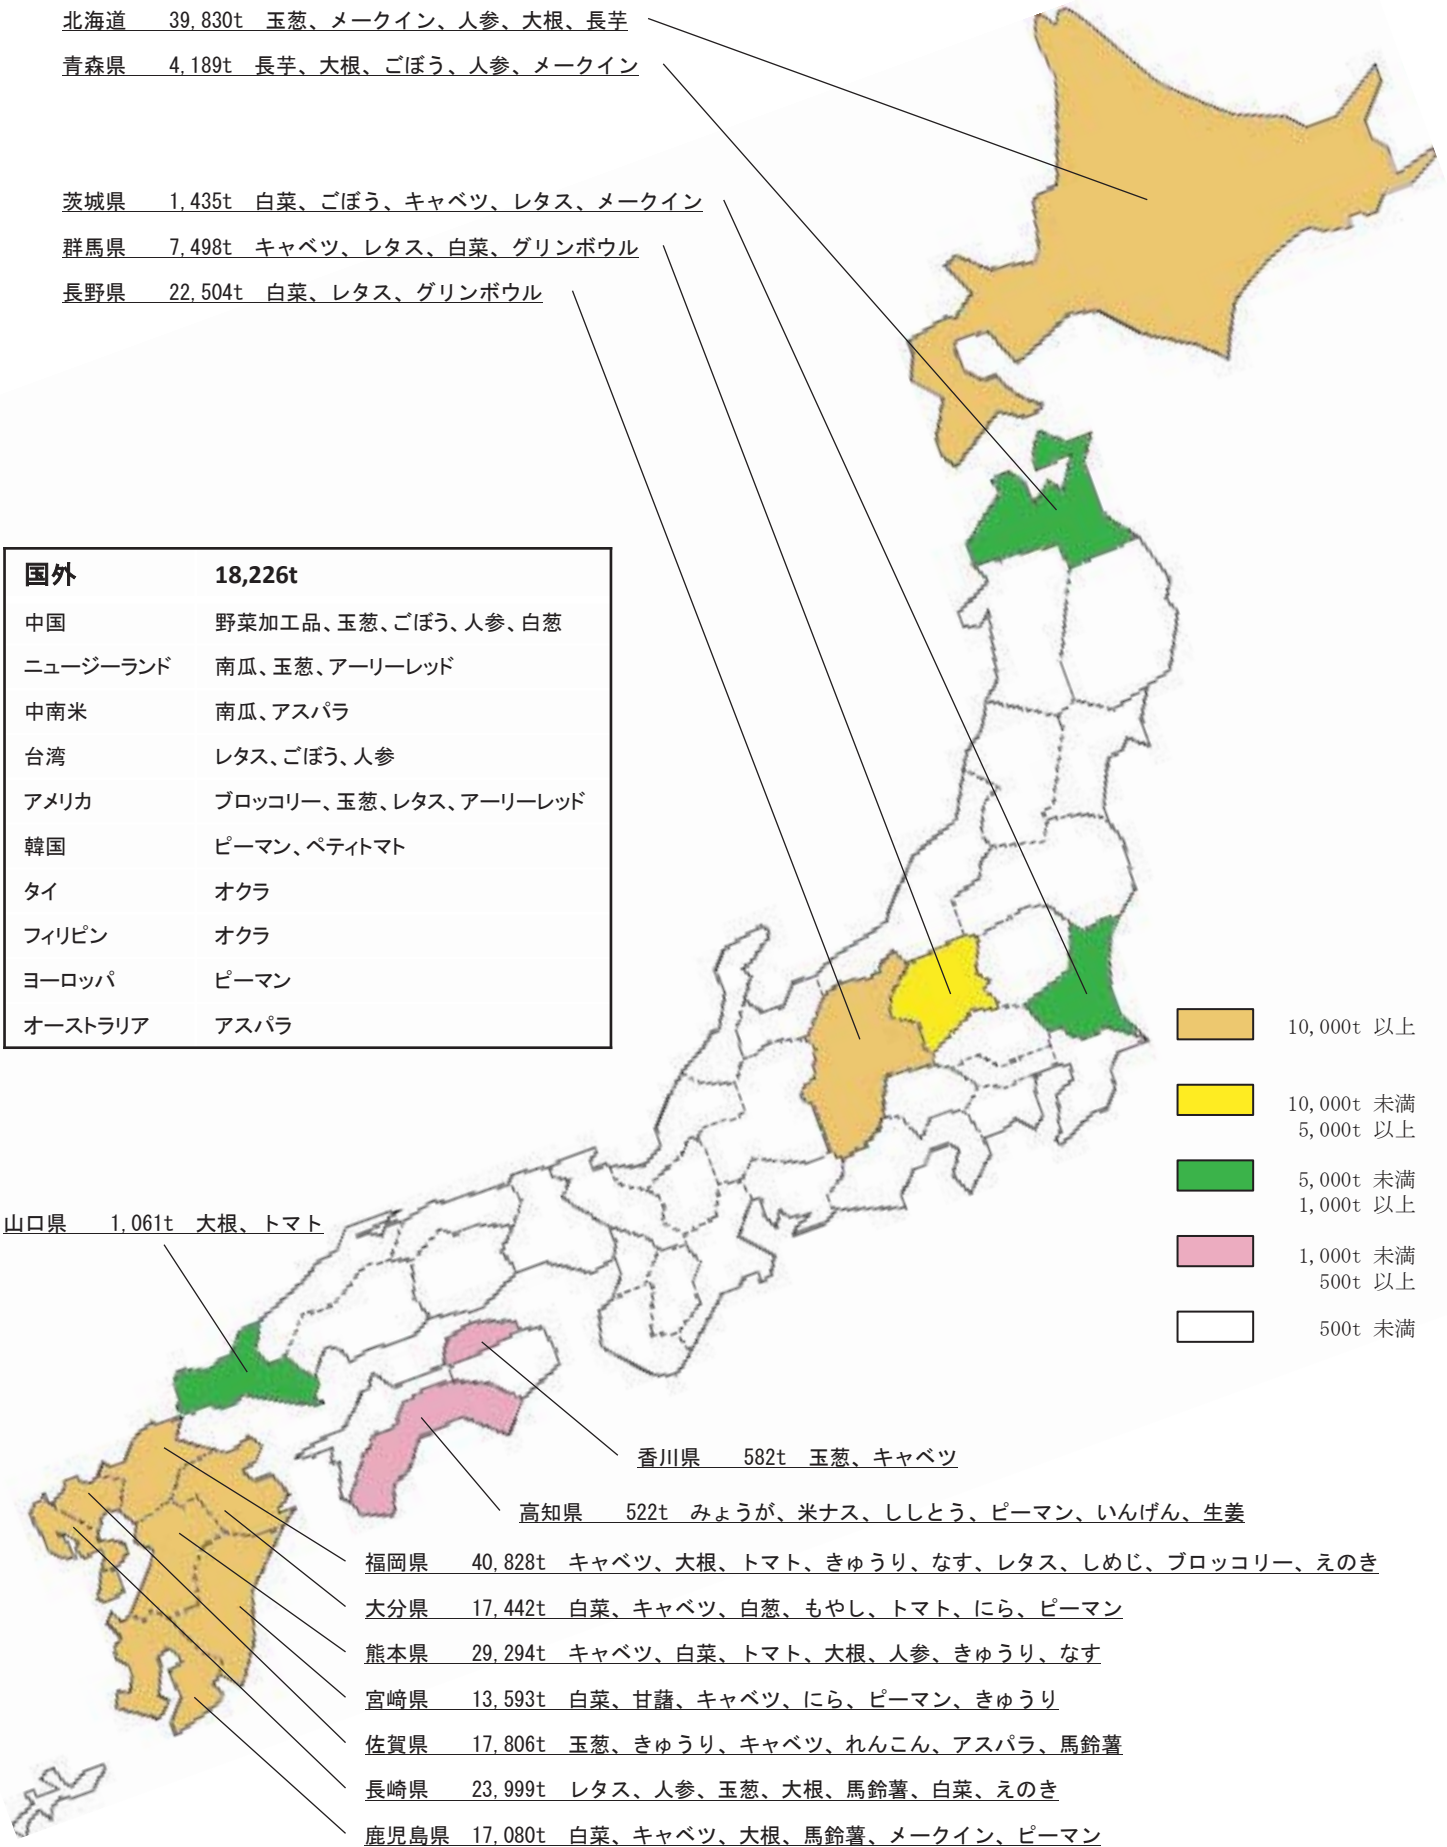 北海道 39,830t 玉葱、メークイン、人参、大根、長芋
青森県 4,189t 長芋、大根、ごぼう、人参、メークイン
茨城県 1,435t 白菜、ごぼう、キャベツ、レタス、メークイン
群馬県 7,498t キャベツ、レタス、白菜、グリンボウル
長野県 22,504t 白菜、レタス、グリンボウル
国外 18,226t
中国 野菜加工品、玉葱、ごぼう、人参、白葱
ニュージーランド 南瓜、玉葱、アーリーレッド
中南米 南瓜、アスパラ
台湾 レタス、ごぼう、人参
アメリカ ブロッコリー、玉葱、レタス、アーリーレッド
韓国 ピーマン、ペティトマト
タイ オクラ
フィリピン オクラ
ヨーロッパ ピーマン
オーストラリア アスパラ
10,000t 以上
10,000t 未満
5,000t 以上
5,000t 未満
1,000t 以上
1,000t 未満
500t 以上
500t 未満
山口県 1,061t 大根、トマト
香川県 582t 玉葱、キャベツ
高知県 522t みょうが、米ナス、ししとう、ピーマン、いんげん、生姜
福岡県 40,828t キャベツ、大根、トマト、きゅうり、なす、レタス、しめじ、ブロッコリー、えのき
大分県 17,442t 白菜、キャベツ、白葱、もやし、トマト、にら、ピーマン
熊本県 29,294t キャベツ、白菜、トマト、大根、人参、きゅうり、なす
宮﨑県 13,593t 白菜、甘藷、キャベツ、にら、ピーマン、きゅうり
佐賀県 17,806t 玉葱、きゅうり、キャベツ、れんこん、アスパラ、馬鈴薯
長崎県 23,999t レタス、人参、玉葱、大根、馬鈴薯、白菜、えのき
鹿児島県 17,080t 白菜、キャベツ、大根、馬鈴薯、メークイン、ピーマン